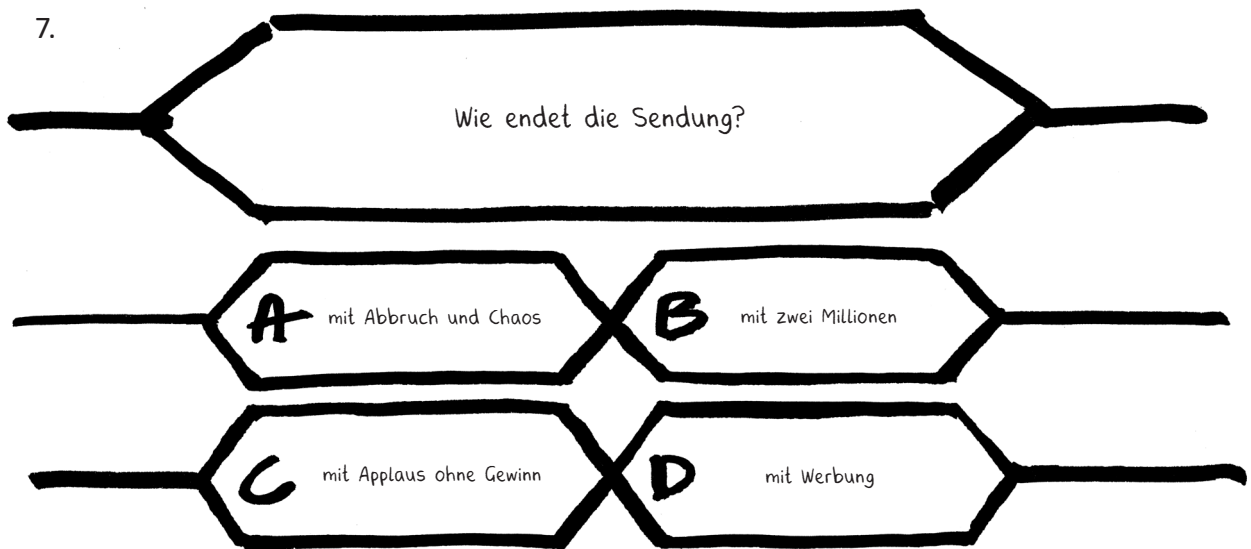 7.
Wie endet die Sendung?
A mit Abbruch und Chaos
B mit zwei Millionen
C mit Applaus ohne Gewinn
D mit Werbung